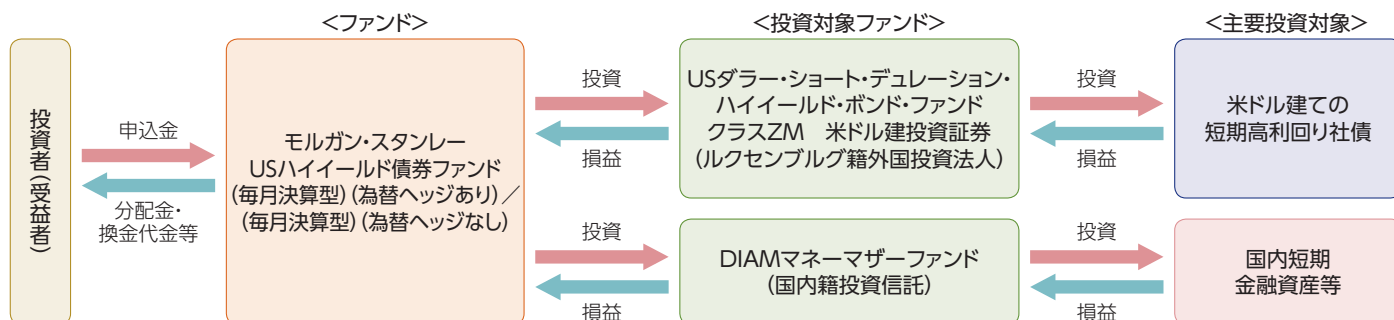 <ファンド>
<投資対象ファンド>
<主要投資対象>
投資者(受益者)
申込金
分配金・
換金代金等
モルガン・スタンレー
USハイイールド債券ファンド
(毎月決算型)(為替ヘッジあり)/
(毎月決算型)(為替ヘッジなし)
投資
損益
USダラー・ショート・デュレーション・
ハイイールド・ボンド・ファンド
クラスZM 米ドル建投資証券
(ルクセンブルグ籍外国投資法人)
投資
損益
米ドル建ての
短期高利回り社債
投資
損益
DIAMマネーマザーファンド
(国内籍投資信託)
投資
損益
国内短期
金融資産等